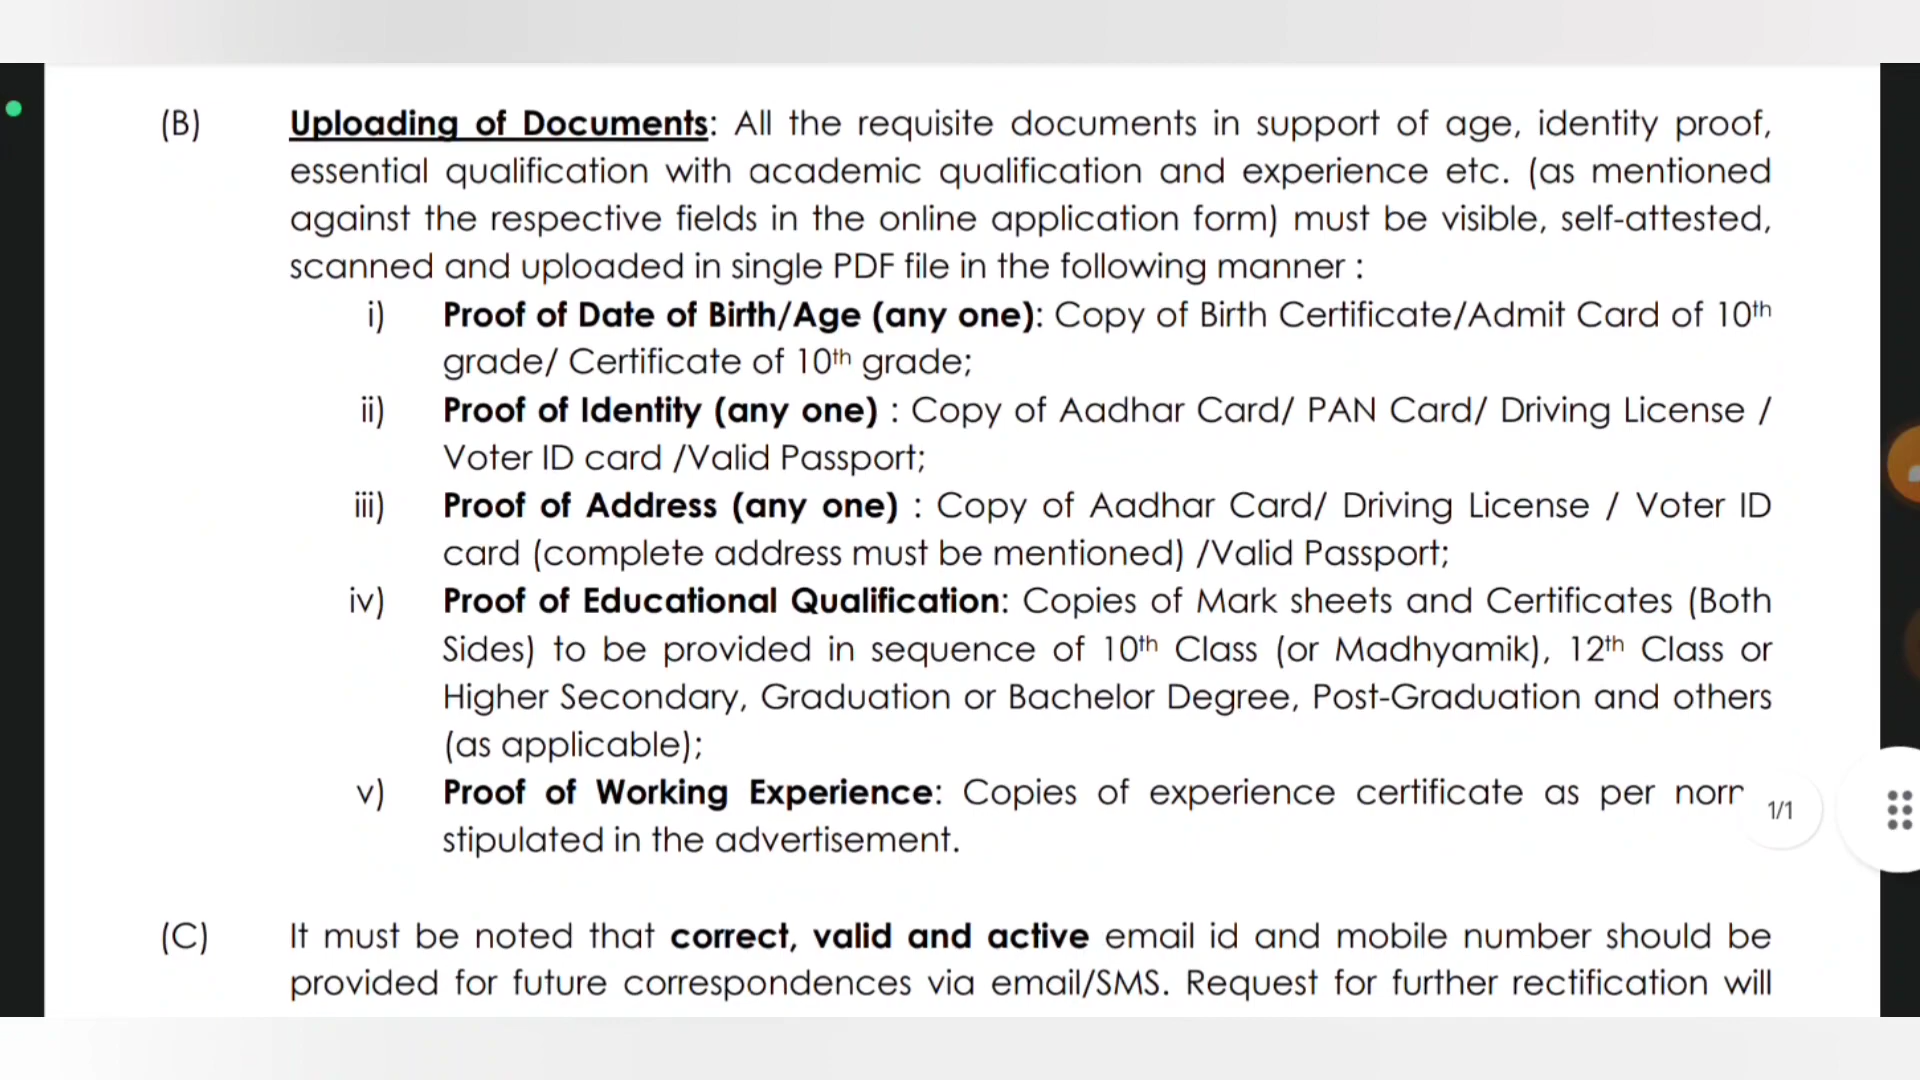 (B) Uploading of Documents: All the requisite documents in support of age, identity proof,
essential qualification with academic qualification and experience etc. (as mentioned
against the respective fields in the online application form) must be visible, self-attested,
scanned and uploaded in single PDF file in the following manner :
i) Proof of Date of Birth/Age (any one): Copy of Birth Certificate/Admit Card of 10th
grade/ Certificate of 10th grade;
ii) Proof of Identity (any one) : Copy of Aadhar Card/ PAN Card/ Driving License /
Voter ID card /Valid Passport;
iii) Proof of Address (any one) : Copy of Aadhar Card/ Driving License / Voter ID
card (complete address must be mentioned) /Valid Passport;
iv) Proof of Educational Qualification: Copies of Mark sheets and Certificates (Both
Sides) to be provided in sequence of 10th Class (or Madhyamik), 12th Class or
Higher Secondary, Graduation or Bachelor Degree, Post-Graduation and others
(as applicable);
v) Proof of Working Experience: Copies of experience certificate as per
1/1
stipulated in the advertisement.
(C) It must be noted that correct, valid and active email id and mobile number should be
provided for future correspondences via email/SMS. Request for further rectification will